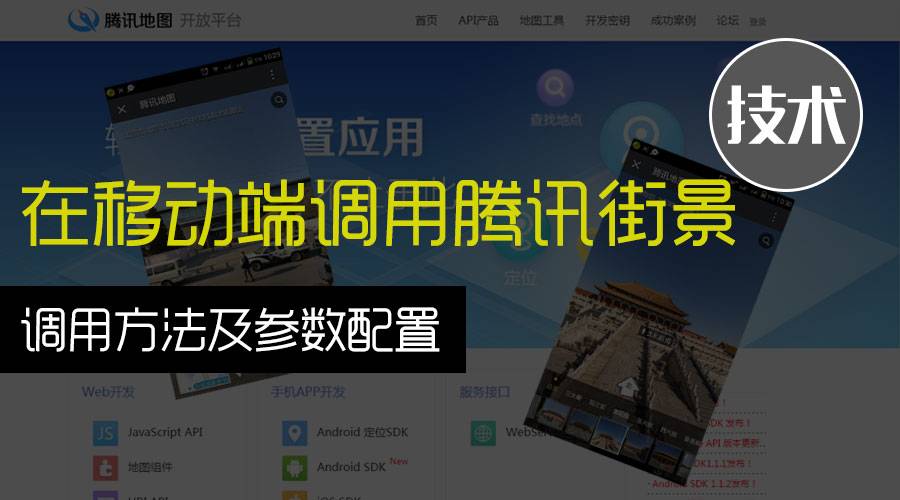 腾讯地图 开放平台
首页 API产品 地图工具 开发密钥 成功案例 论坛 登录
技术
10:29
腾讯地图
查找地点
置应用
在移动端调用腾讯街景
定位
调用方法及参数配置
Web开发 手机APP开发 服务接口
JavaScript API Android 定位SDK
地图组件 Android SDK New
SDK 发布！
API 版本更新..
SDK1.1.1发布！
Android SDK 1.1.2发布！